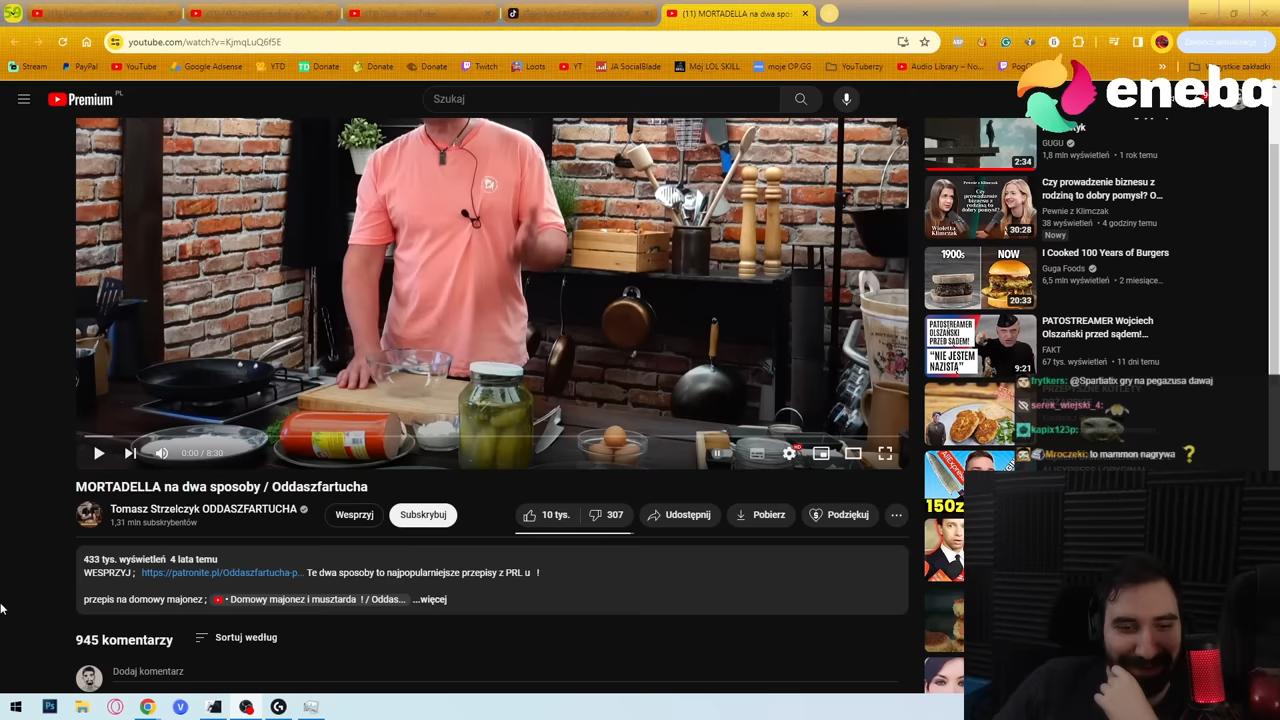 (11) MORTADELLA na dwa spo
youtube.com/watch?v=KjmqLuQ6f5E
Stream
PayPal
YouTube
Google Adsense
YTD
Donate
Donate
Donate
Twitch
Loots
YT
JA SocialBlade
Mój LOL SKILL
moje OP.GG
YouTuberzy
Audio Library – No...
»
Wszystkie zakładki
eneba
Premium
PL
Szukaj
2:34
GUGU
1,8 mln wyświetleń • 1 rok temu
Czy prowadzenie biznesu z
rodziną to dobry pomysł? O...
Pewnie z Klimczak
38 wyświetleń • 4 godziny temu
Nowy
30:28
1900s
NOW
20:33
I Cooked 100 Years of Burgers
Guga Foods
6,5 mln wyświetleń • 2 miesiące...
PATOSTREAMER
OLSZAŃSKI
PRZED SĄDEM!
"NIE JESTEM
NAZISTĄ"
9:21
PATOSTREAMER Wojciech
Olszański przed sądem!...
FAKT
67 tys. wyświetleń • 11 dni temu
frytkers: @Spartiatix gry na pegazusa dawaj
serek_wiejski_4:
kapix123p:
Mroczeki: to mammon nagrywa
150z
0:00 / 8:30
MORTADELLA na dwa sposoby / Oddaszfartucha
Tomasz Strzelczyk ODDASZFARTUCHA
1,31 mln subskrybentów
Wesprzyj
Subskrybuj
10 tys.
307
Udostępnij
Pobierz
Podziękuj
433 tys. wyświetleń 4 lata temu
WESPRZYJ ; https://patronite.pl/Oddaszfartucha-p... Te dwa sposoby to najpopularniejsze przepisy z PRL u !
przepis na domowy majonez ; • Domowy majonez i musztarda ! / Oddas... ...więcej
945 komentarzy
Sortuj według
Dodaj komentarz